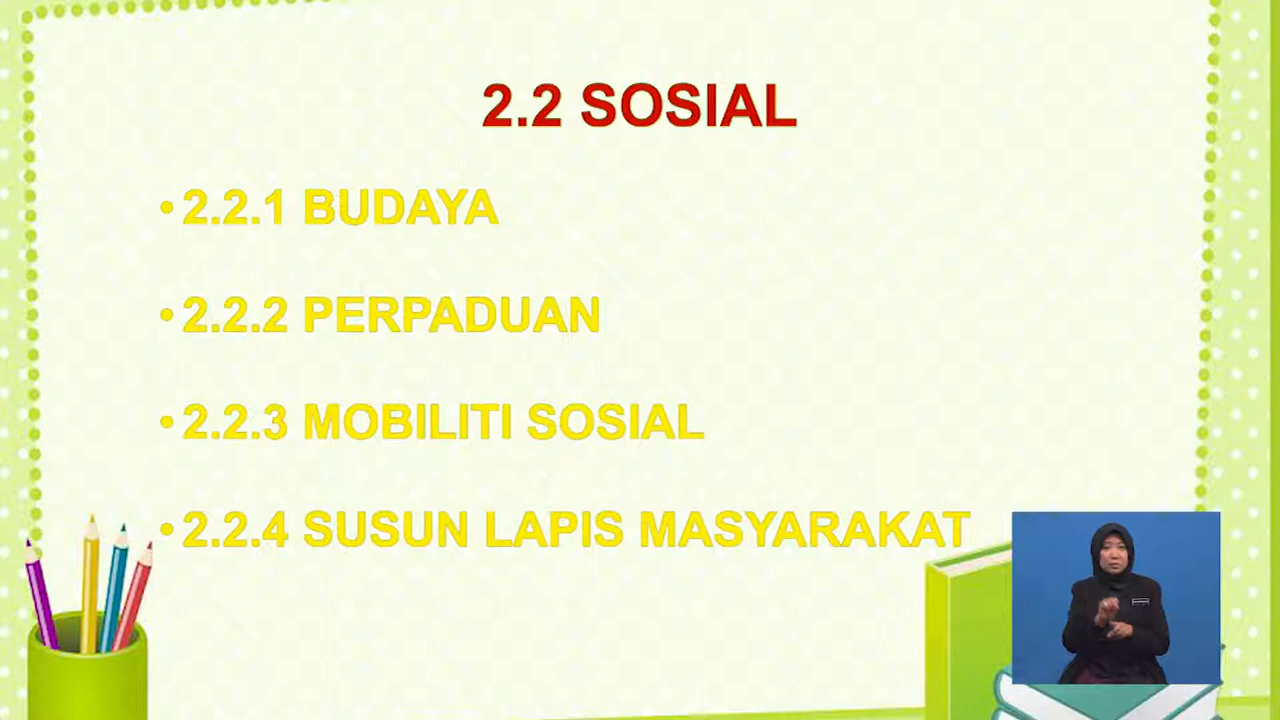 2.2 SOSIAL
• 2.2.1 BUDAYA
• 2.2.2 PERPADUAN
• 2.2.3 MOBILITI SOSIAL
• 2.2.4 SUSUN LAPIS MASYARAKAT